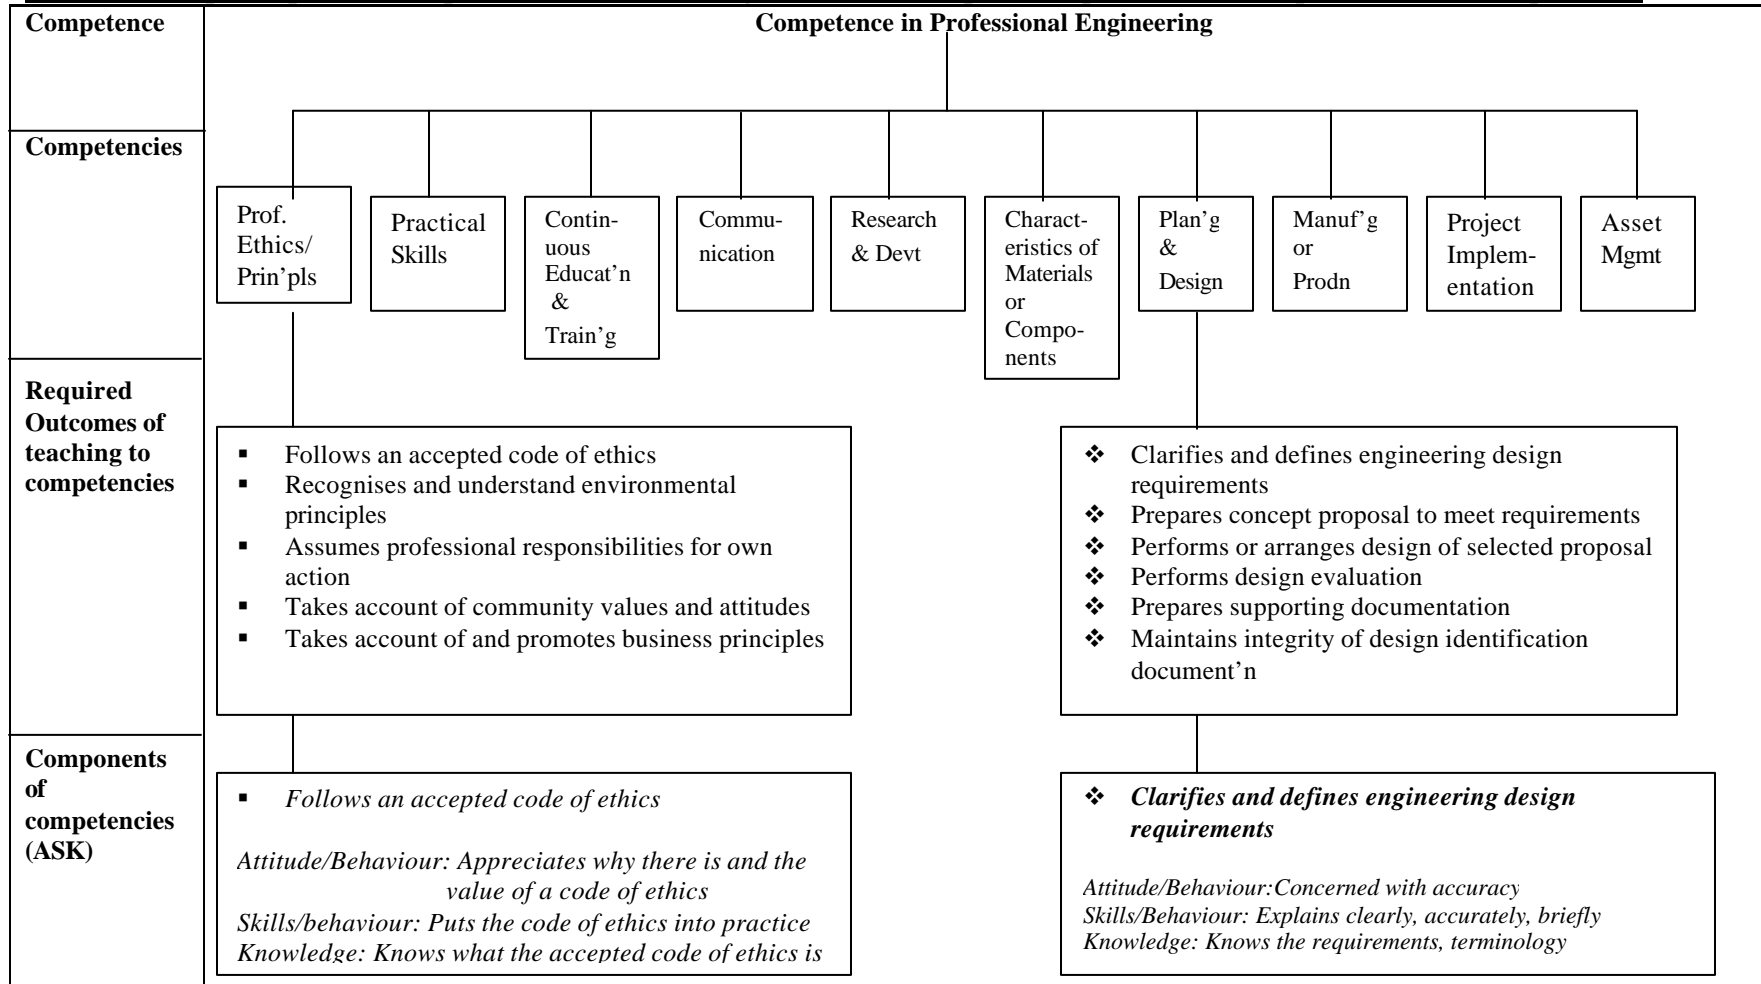 Competence
Competence in Professional Engineering
Competencies
Prof.
Ethics/
Prin'pls
Practical
Skills
Contin-
uous
Educat'n
&
Train'g
Commu-
nication
Research
& Devt
Charact-
eristics of
Materials
or
Compo-
nents
Plan'g
&
Design
Manuf'g
or
Prodn
Project
Implem-
entation
Asset
Mgmt
Required
Outcomes of
teaching to
competencies
▪ Follows an accepted code of ethics
▪ Recognises and understand environmental
principles
▪ Assumes professional responsibilities for own
action
▪ Takes account of community values and attitudes
▪ Takes account of and promotes business principles
❖ Clarifies and defines engineering design
requirements
❖ Prepares concept proposal to meet requirements
❖ Performs or arranges design of selected proposal
❖ Performs design evaluation
❖ Prepares supporting documentation
❖ Maintains integrity of design identification
document'n
Components
of
competencies
(ASK)
▪ Follows an accepted code of ethics
Attitude/Behaviour: Appreciates why there is and the
value of a code of ethics
Skills/behaviour: Puts the code of ethics into practice
Knowledge: Knows what the accepted code of ethics is
❖ Clarifies and defines engineering design
requirements
Attitude/Behaviour:Concerned with accuracy
Skills/Behaviour: Explains clearly, accurately, briefly
Knowledge: Knows the requirements, terminology